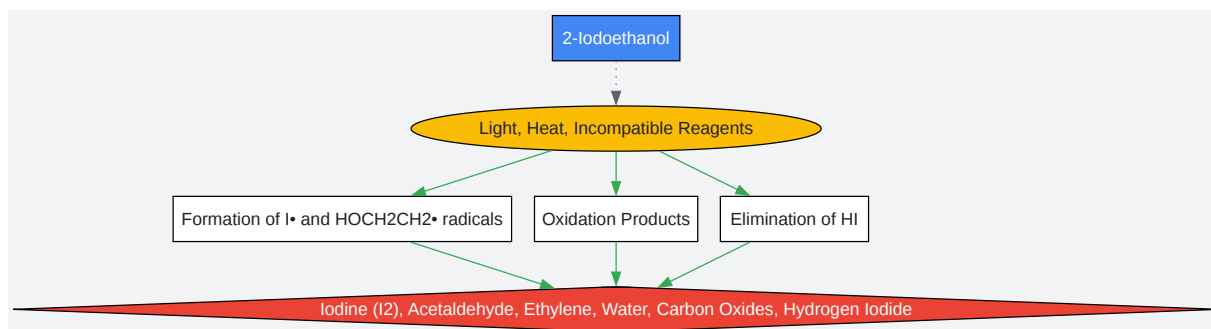 2-Iodoethanol
Light, Heat, Incompatible Reagents
Formation of I• and HOCH2CH2• radicals
Oxidation Products
Elimination of HI
Iodine (I2), Acetaldehyde, Ethylene, Water, Carbon Oxides, Hydrogen Iodide